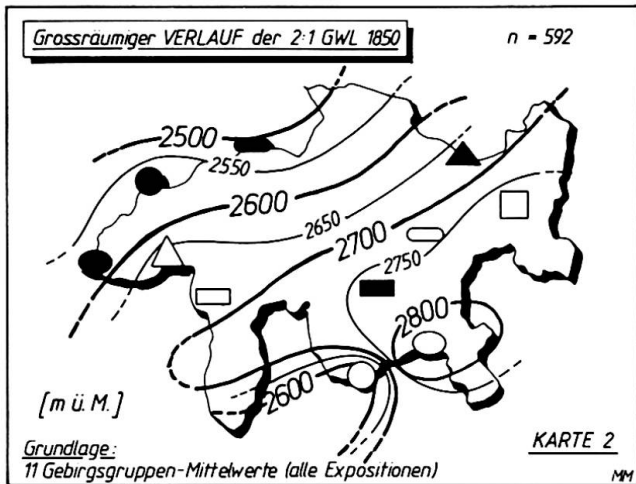 Grossräumiger VERLAUF der 2:1 GWL 1850
n = 592
2500
2550
2600
2650
2700
2750
2800
2600
[m ü. M.]
Grundlage:
11 Gebirgsgruppen-Mittelwerte (alle Expositionen)
KARTE 2
MM